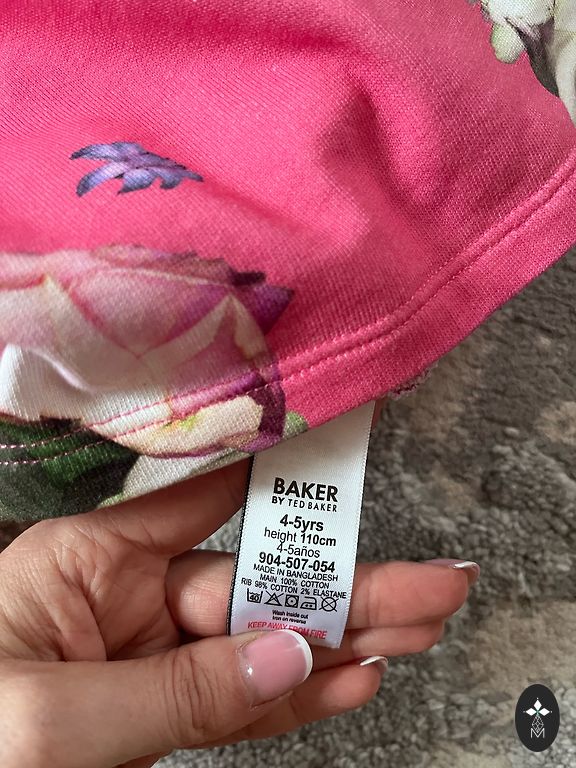 BAKER
BY TED BAKER
4-5yrs
height 110cm
4-5años
904-507-054
MADE IN BANGLADESH
MAIN 100% COTTON
RIB 98% COTTON 2% ELASTANE
40
Wash inside out
Iron on reverse
KEEP AWAY FROM FIRE
M